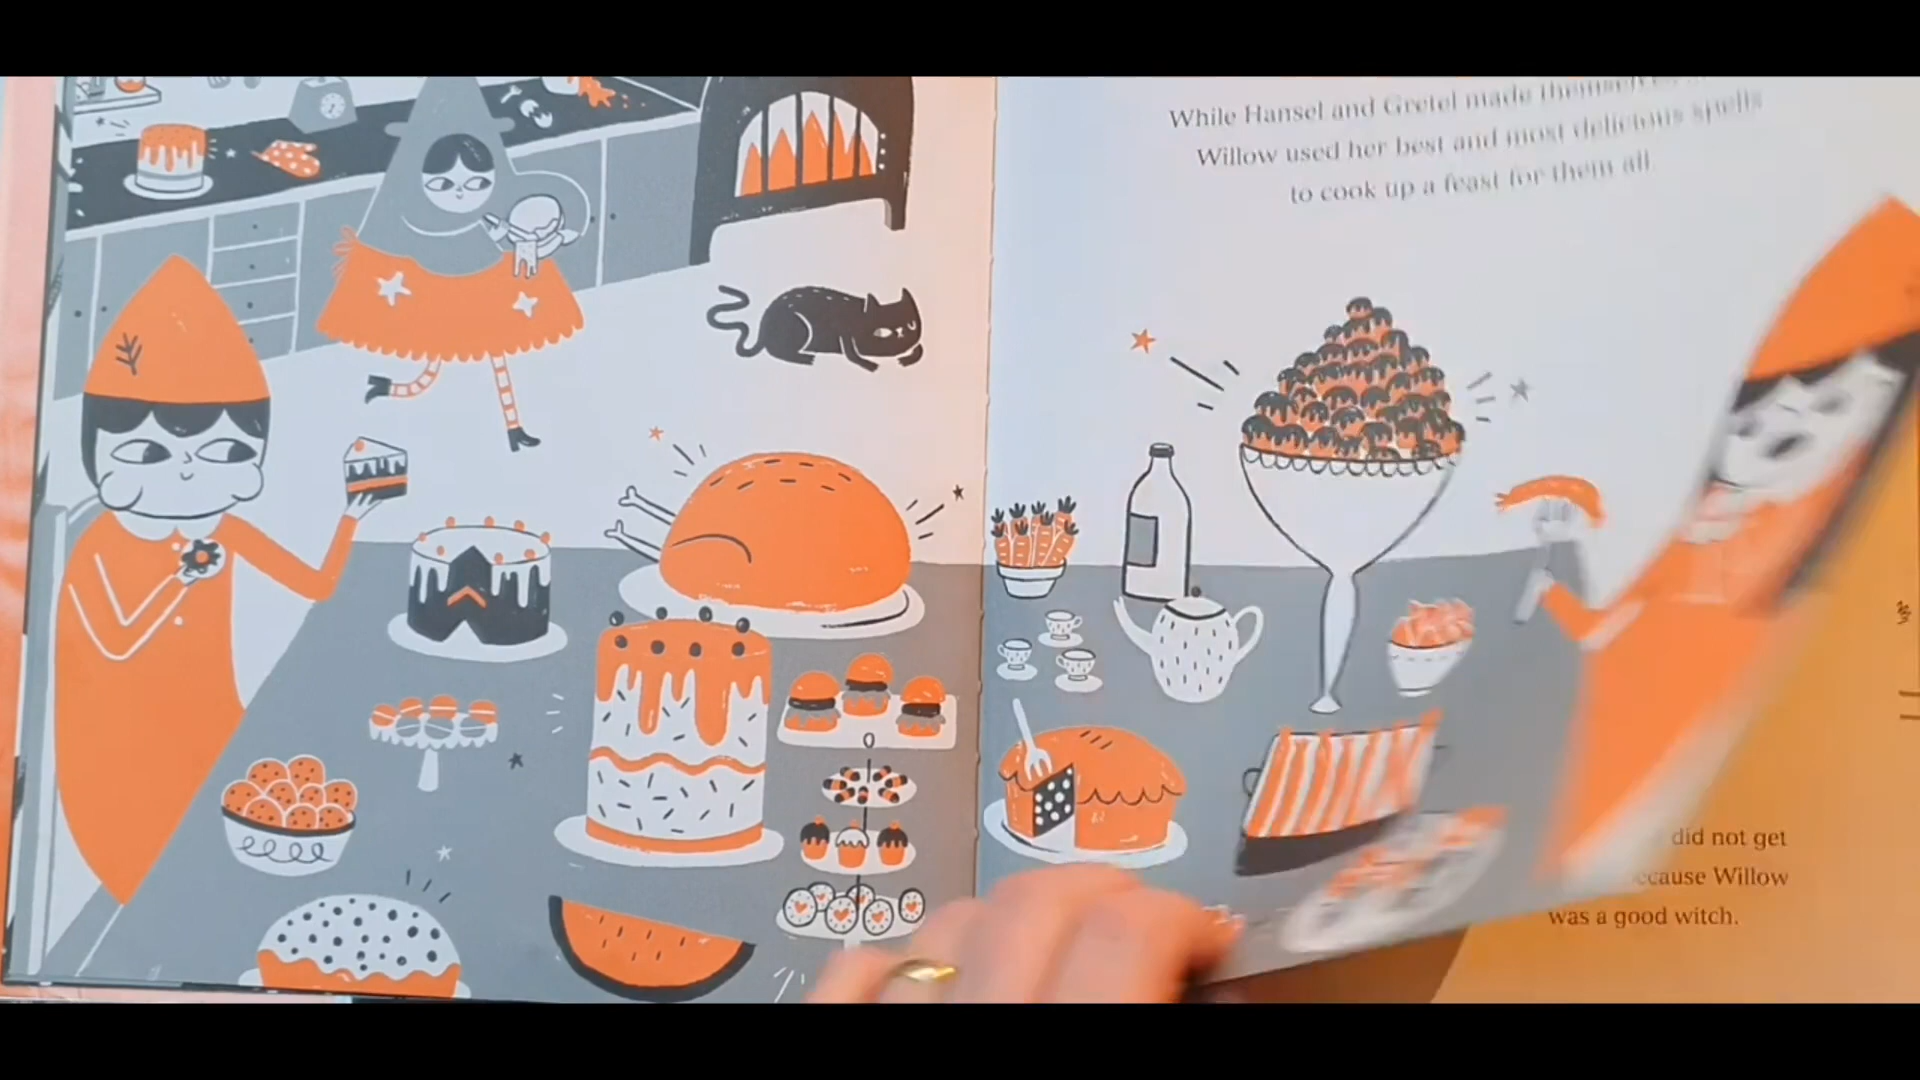 While Hansel and Gretel made themselves
Willow used her best and most delicious spells
to cook up a feast for them all.
did not get
because Willow
was a good witch.